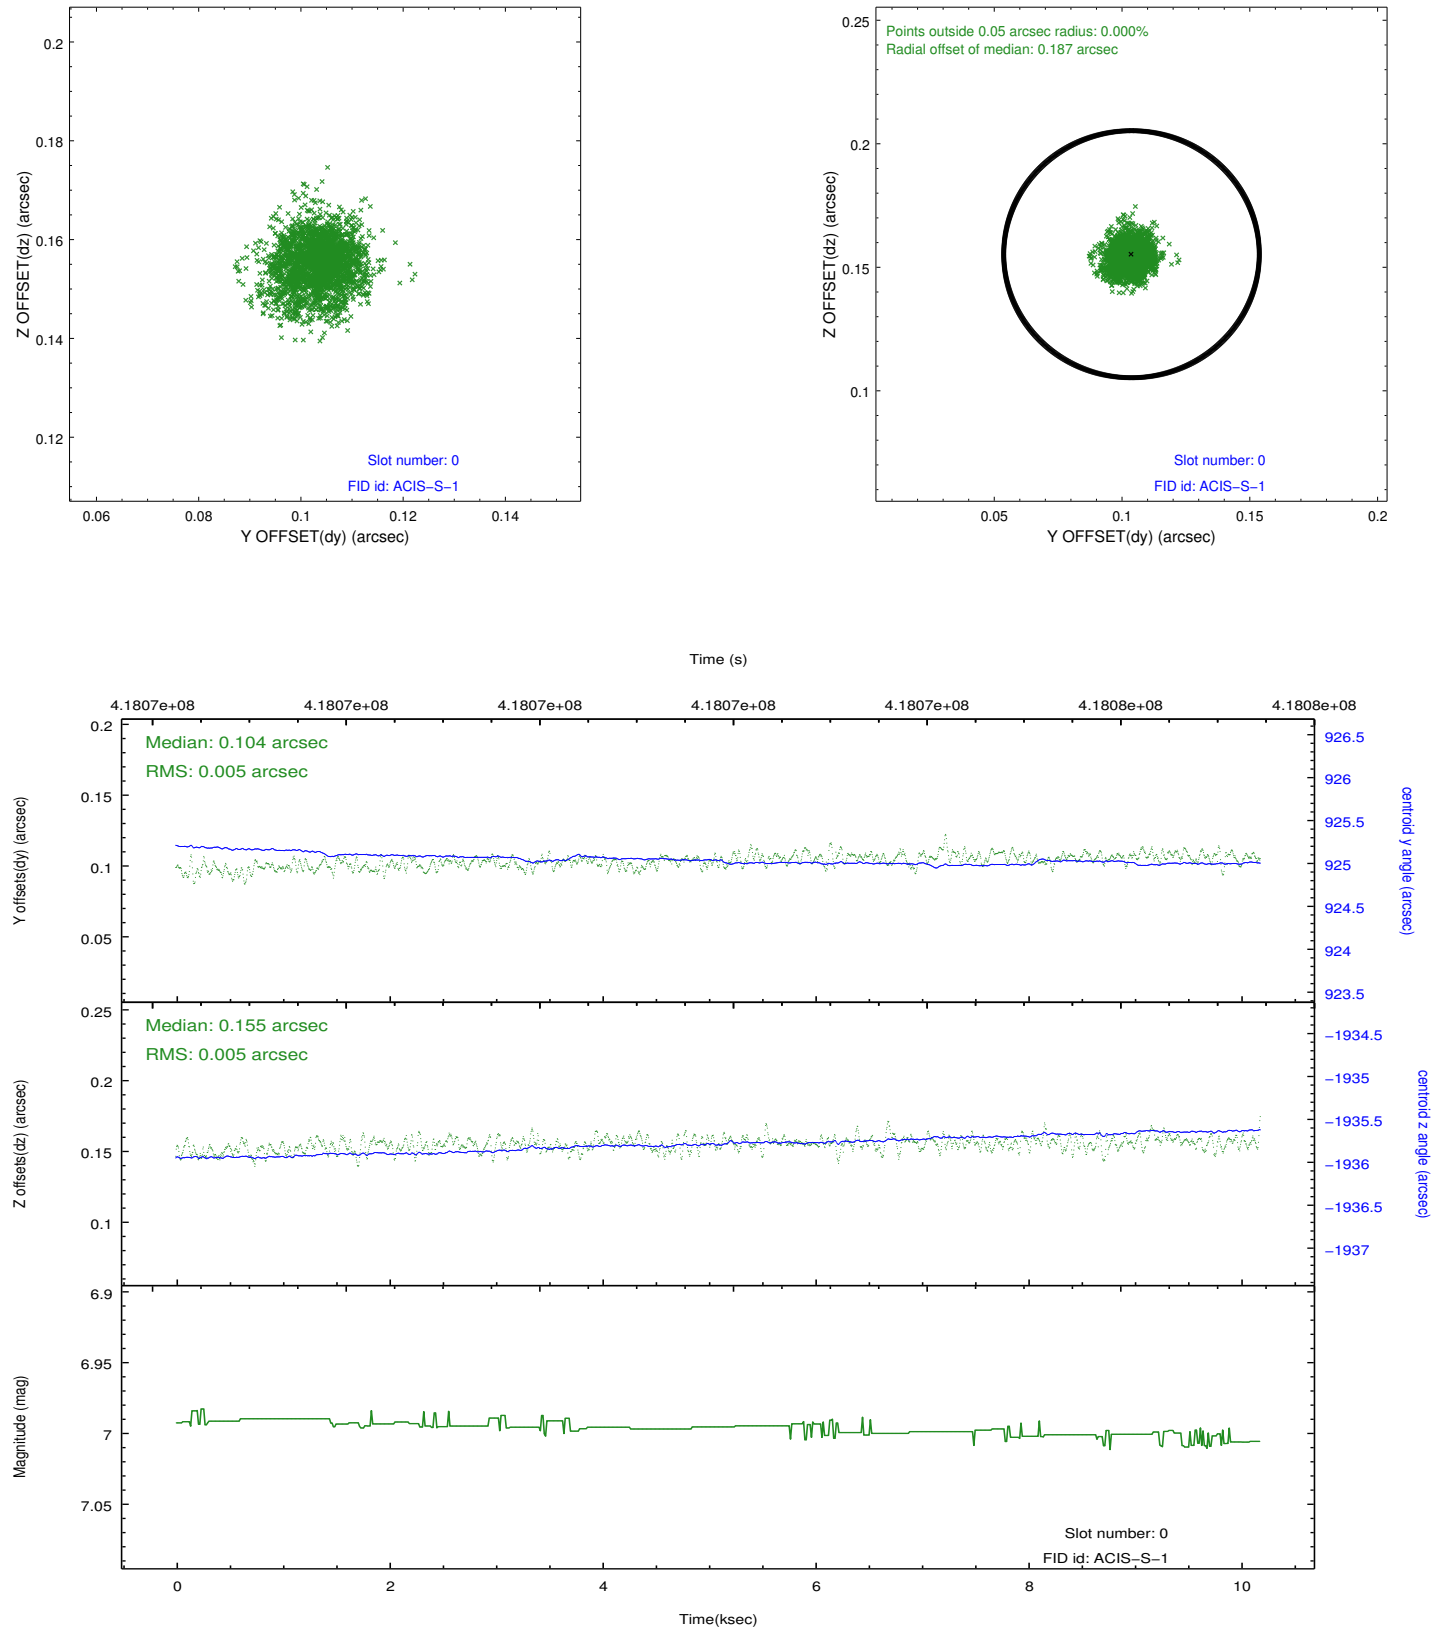 0.2
0.18
0.16
0.14
0.12
Z OFFSET(dz) (arcsec)
Slot number: 0
FID id: ACIS−S−1
0.06 0.08 0.1 0.12 0.14
Y OFFSET(dy) (arcsec)
Points outside 0.05 arcsec radius: 0.000%
Radial offset of median: 0.187 arcsec
0.25
0.2
0.15
0.1
Z OFFSET(dz) (arcsec)
Slot number: 0
FID id: ACIS−S−1
0.05 0.1 0.15 0.2
Y OFFSET(dy) (arcsec)
Time (s)
4.1807e+08 4.1807e+08 4.1807e+08 4.1807e+08 4.1807e+08 4.1808e+08 4.1808e+08
Median: 0.104 arcsec
RMS: 0.005 arcsec
0.2
0.15
0.1
0.05
Y offsets(dy) (arcsec)
926.5
926
925.5
925
924.5
924
923.5
centroid y angle (arcsec)
Median: 0.155 arcsec
RMS: 0.005 arcsec
0.25
0.2
0.15
0.1
Z offsets(dz) (arcsec)
−1934.5
−1935
−1935.5
−1936
−1936.5
−1937
centroid z angle (arcsec)
6.9
6.95
7
7.05
Magnitude (mag)
Slot number: 0
FID id: ACIS−S−1
0 2 4 6 8 10
Time(ksec)